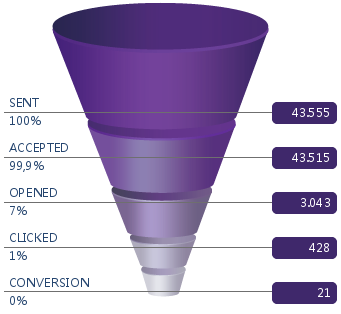 SENT
100%
43.555
ACCEPTED
99,9%
43.515
OPENED
7%
3.043
CLICKED
1%
428
CONVERSION
0%
21